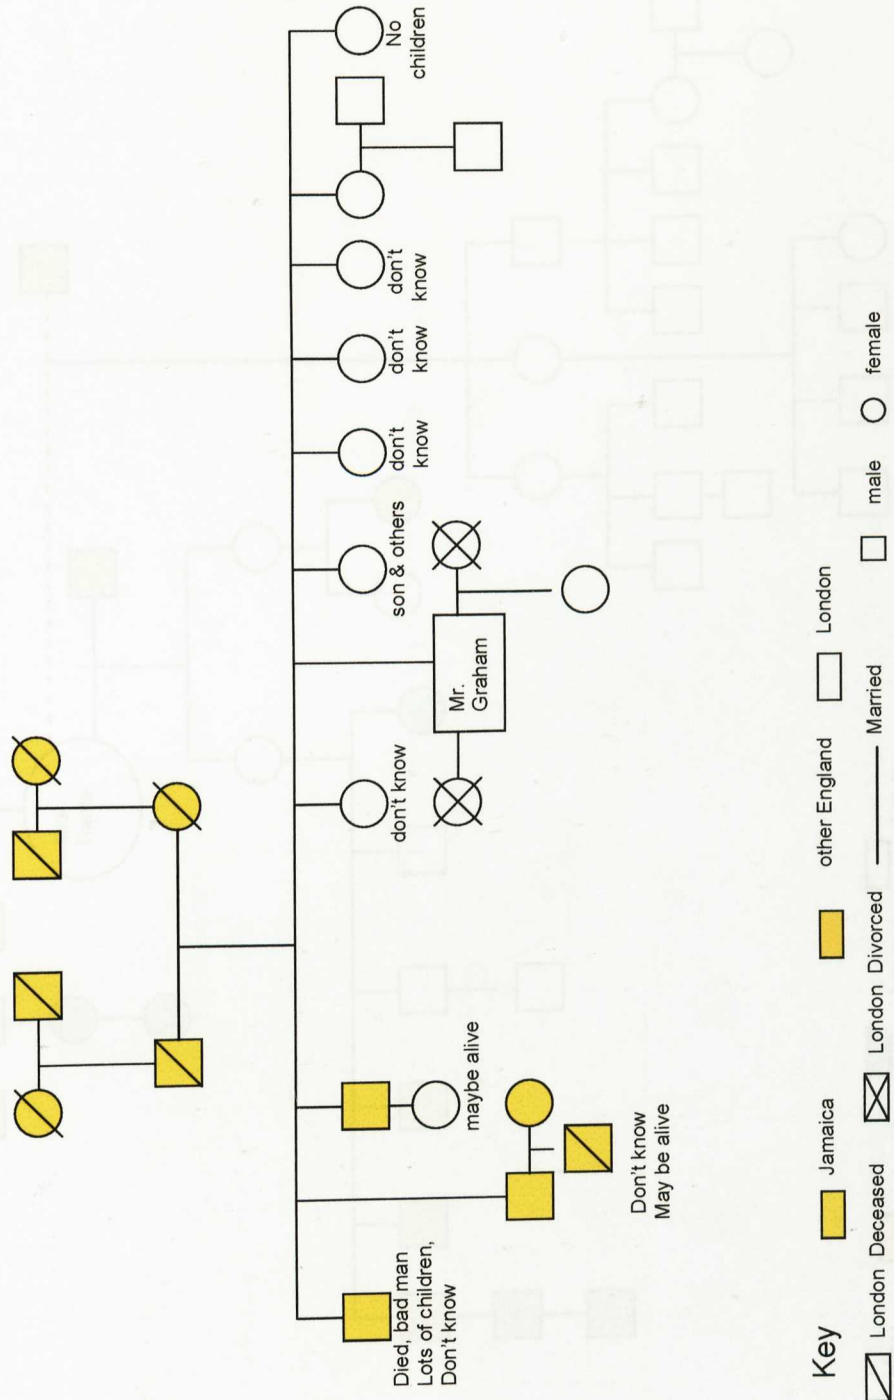 No
children
don't
know
don't
know
don't
know
son & others
Mr.
Graham
don't know
maybe alive
Don't know
May be alive
Died, bad man
Lots of children,
Don't know
Key
Jamaica
other England
London
male
female
London Deceased
London Divorced
Married